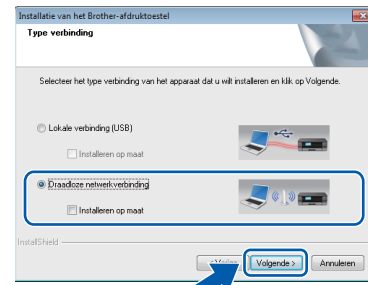 Installatie van het Brother-afdruktoestel
Type verbinding
Selecteer het type verbinding van het apparaat dat u wilt installeren en klik op Volgende.
Lokale verbinding (USB)
Installeren op maat
Draadloze netwerkverbinding
Installeren op maat
InstallShield
Volgende >
Annuleren